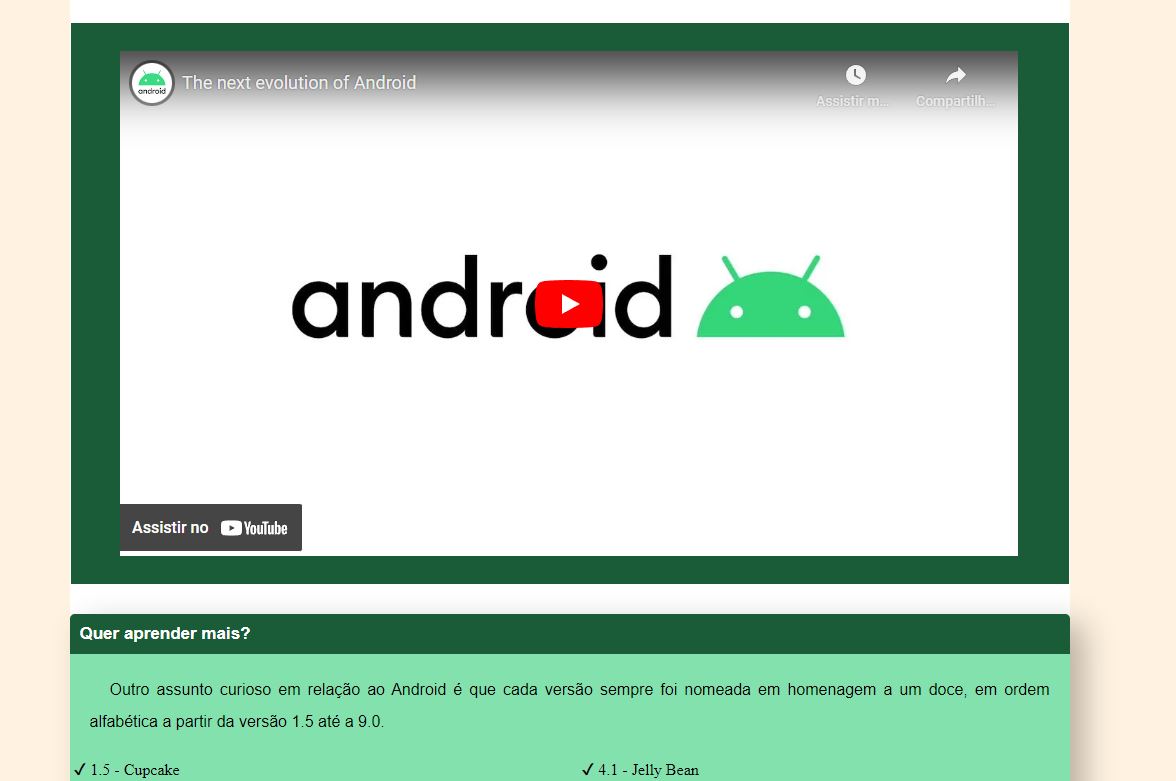 android
The next evolution of Android
Assistir m...
Compartilh...
android
Assistir no YouTube
Quer aprender mais?
Outro assunto curioso em relação ao Android é que cada versão sempre foi nomeada em homenagem a um doce, em ordem
alfabética a partir da versão 1.5 até a 9.0.
✓ 1.5 - Cupcake
✓ 4.1 - Jelly Bean